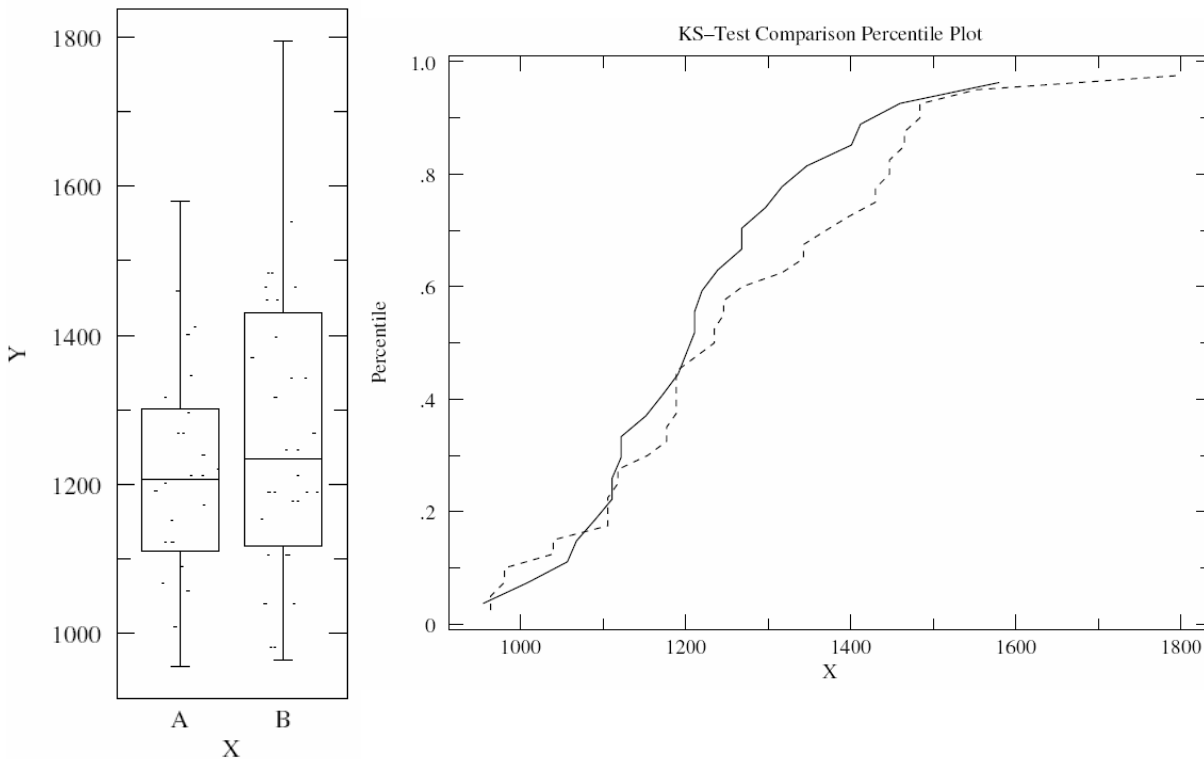 1800
1600
1400
1200
1000
Y
A B
X
KS–Test Comparison Percentile Plot
1.0
.8
.6
.4
.2
0
Percentile
1000 1200 1400 1600 1800
X